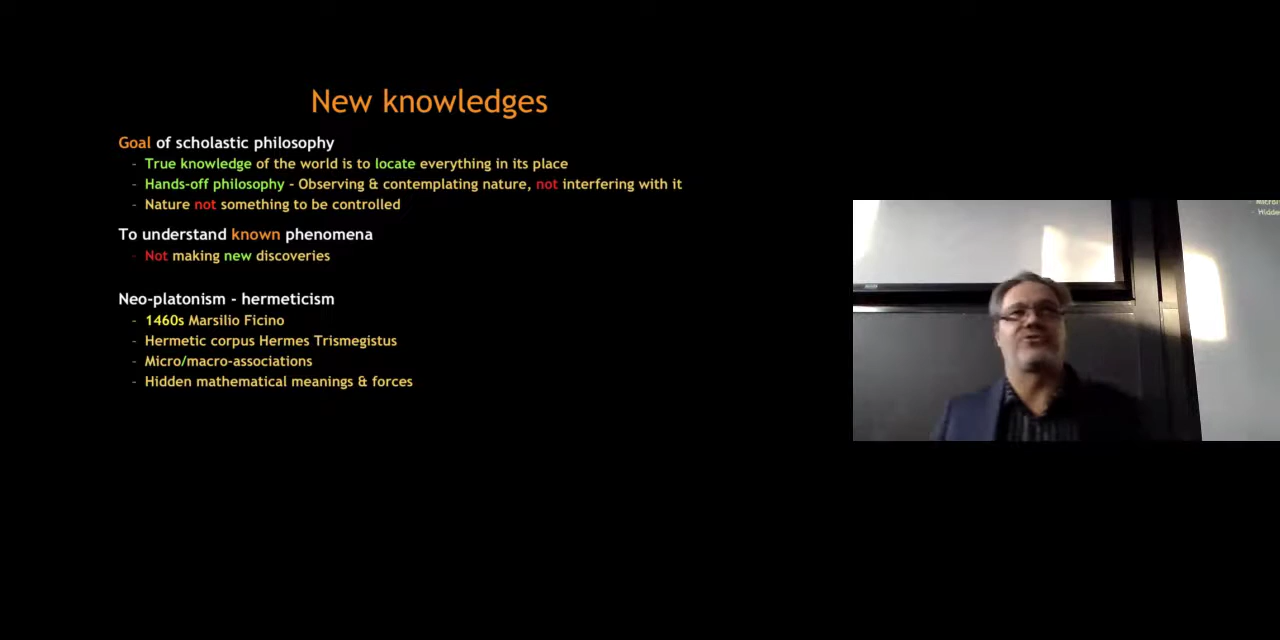 New knowledges
Goal of scholastic philosophy
- True knowledge of the world is to locate everything in its place
- Hands-off philosophy - Observing & contemplating nature, not interfering with it
- Nature not something to be controlled
To understand known phenomena
- Not making new discoveries
Neo-platonism - hermeticism
- 1460s Marsilio Ficino
- Hermetic corpus Hermes Trismegistus
- Micro/macro-associations
- Hidden mathematical meanings & forces